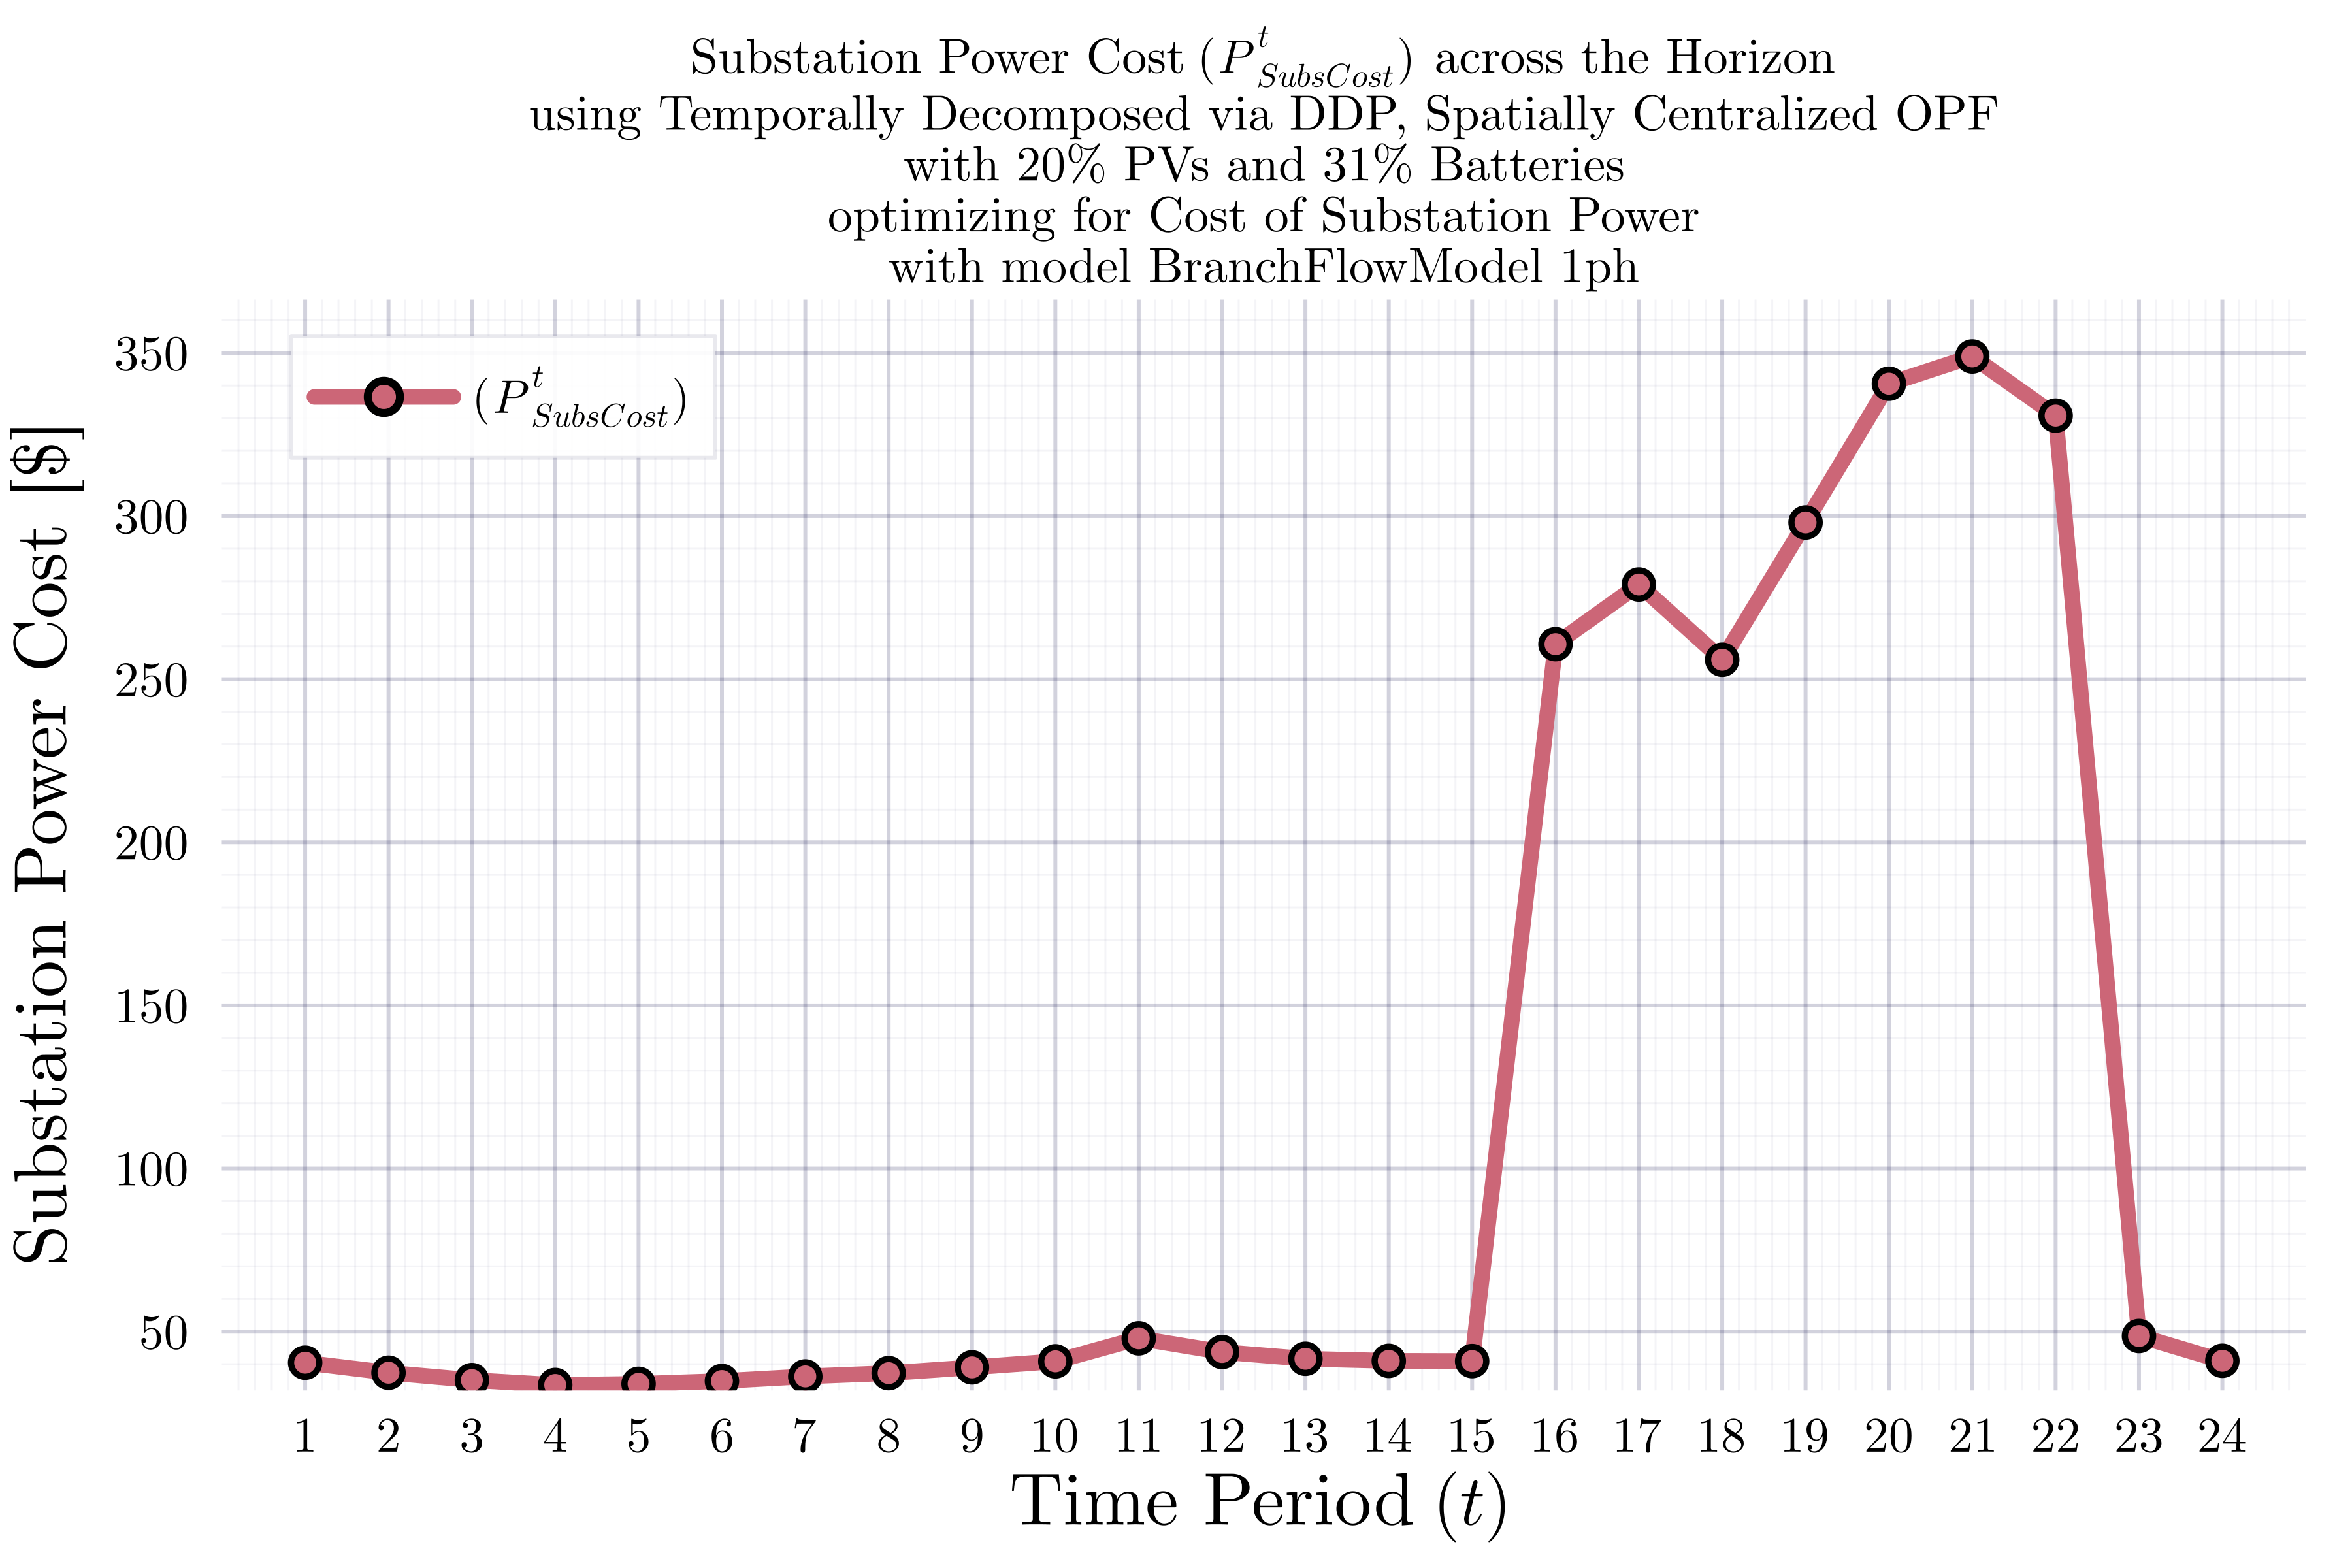 Substation Power Cost (P^t_SubsCost) across the Horizon
using Temporally Decomposed via DDP, Spatially Centralized OPF
with 20% PVs and 31% Batteries
optimizing for Cost of Substation Power
with model BranchFlowModel 1ph
(P^t_SubsCost)
Substation Power Cost [$]
350
300
250
200
150
100
50
1 2 3 4 5 6 7 8 9 10 11 12 13 14 15 16 17 18 19 20 21 22 23 24
Time Period (t)